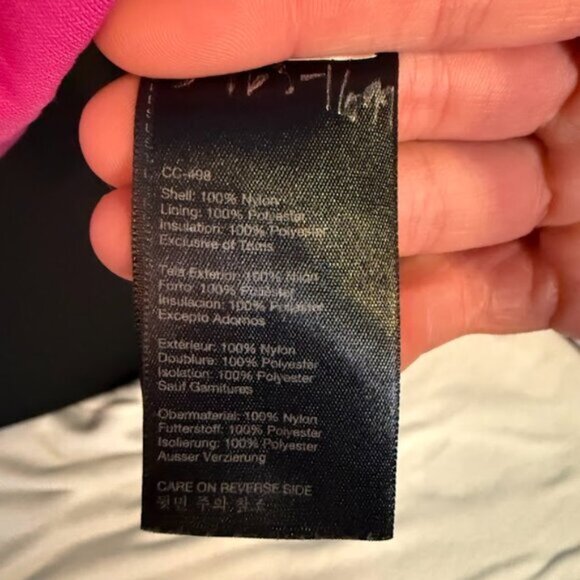 CC-498
Shell: 100% Nylon
Lining: 100% Polyester
Insulation: 100% Polyester
Exclusive of Trims
Tela Exterior: 100% Nilon
Forro: 100% Poliester
Insulacion: 100% Poliester
Excepto Adornos
Extérieur: 100% Nylon
Doublure: 100% Polyester
Isolation: 100% Polyester
Sauf Garnitures
Obermaterial: 100% Nylon
Futterstoff: 100% Polyester
Isolierung: 100% Polyester
Ausser Verzierung
CARE ON REVERSE SIDE
뒷면 주의 참조